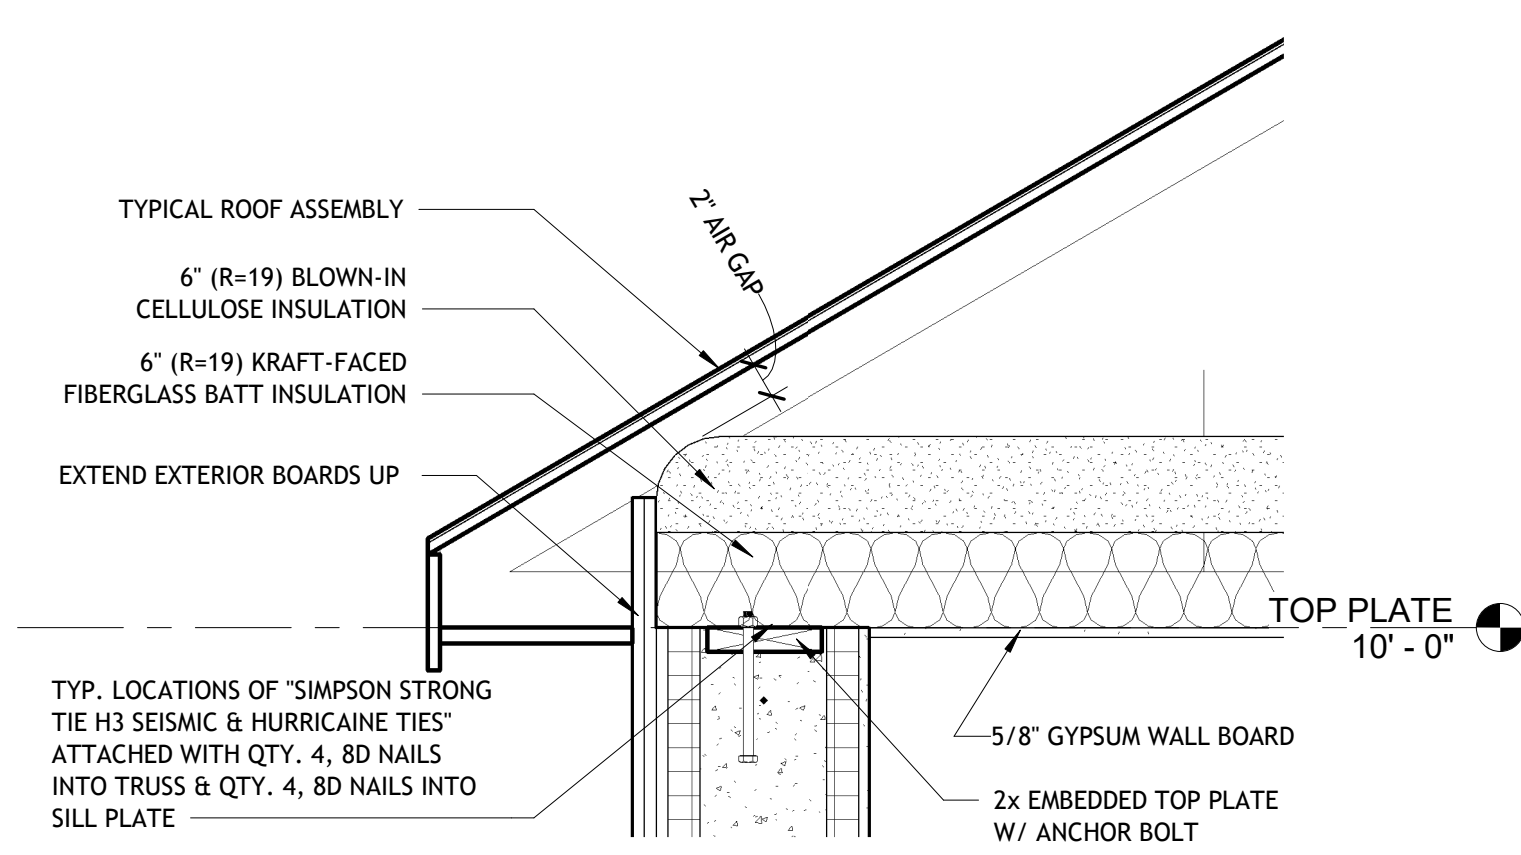 TYPICAL ROOF ASSEMBLY
2" AIR GAP
6" (R=19) BLOWN-IN
CELLULOSE INSULATION
6" (R=19) KRAFT-FACED
FIBERGLASS BATT INSULATION
EXTEND EXTERIOR BOARDS UP
TOP PLATE
10' - 0"
TYP. LOCATIONS OF "SIMPSON STRONG
TIE H3 SEISMIC & HURRICAINE TIES"
ATTACHED WITH QTY. 4, 8D NAILS
INTO TRUSS & QTY. 4, 8D NAILS INTO
SILL PLATE
5/8" GYPSUM WALL BOARD
2x EMBEDDED TOP PLATE
W/ ANCHOR BOLT